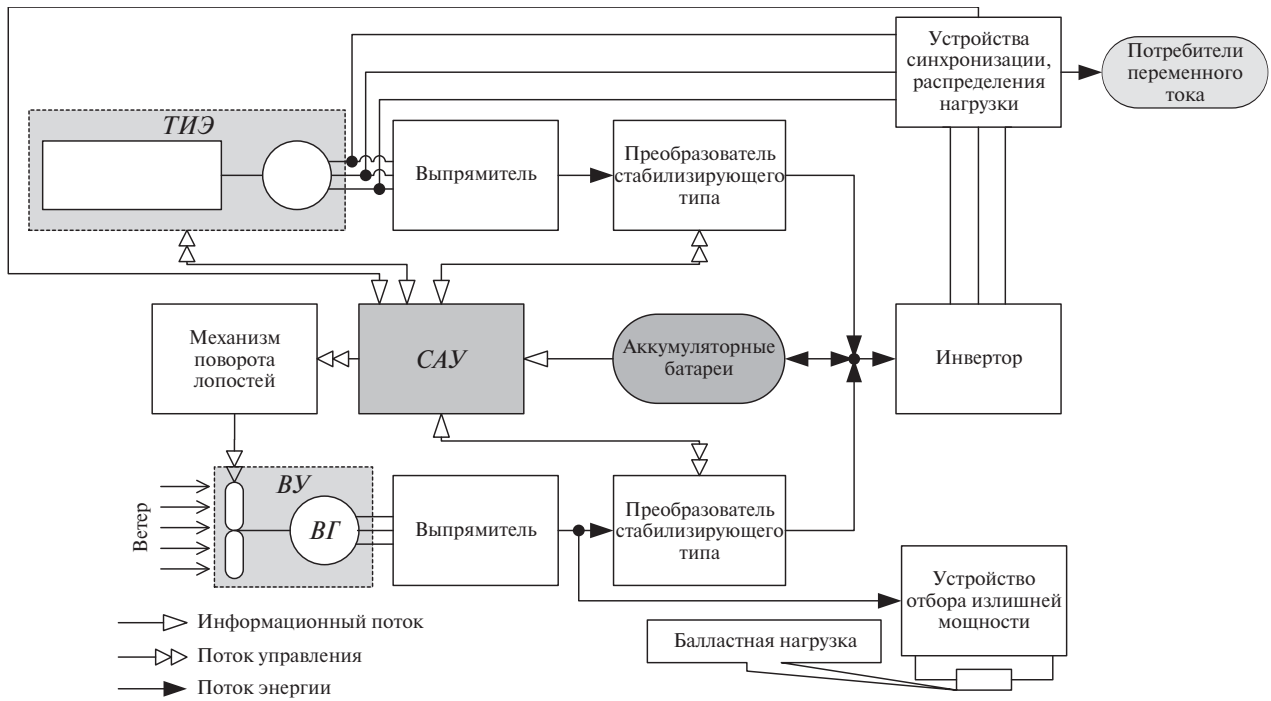 Устройства
синхронизации,
распределения
нагрузки
Потребители
переменного
тока
ТИЭ
Выпрямитель
Преобразователь
стабилизирующего
типа
Механизм
поворота
лопостей
САУ
Аккумуляторные
батареи
Инвертор
Ветер
ВУ
ВГ
Выпрямитель
Преобразователь
стабилизирующего
типа
Устройство
отбора излишней
мощности
Балластная нагрузка
Информационный поток
Поток управления
Поток энергии